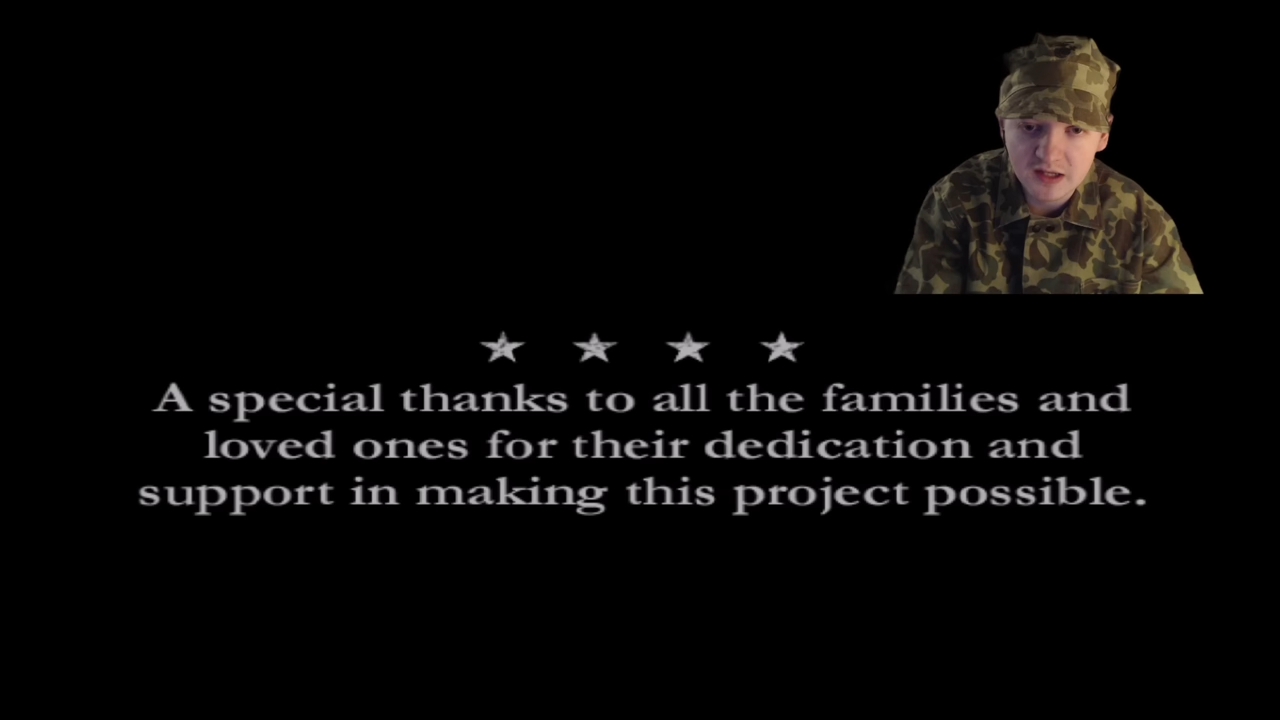 A special thanks to all the families and
loved ones for their dedication and
support in making this project possible.